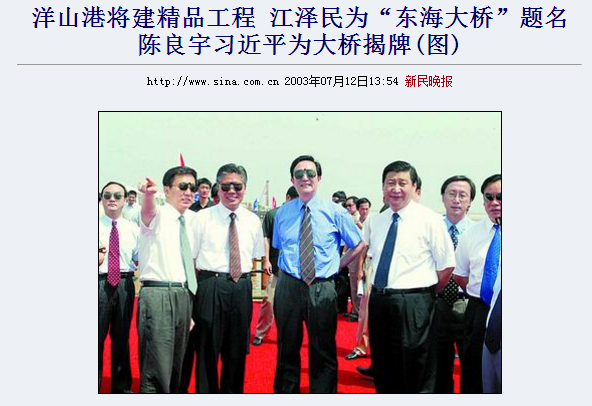 洋山港将建精品工程 江泽民为“东海大桥”题名
陈良宇习近平为大桥揭牌(图)
http://www.sina.com.cn 2003年07月12日13:54 新民晚报